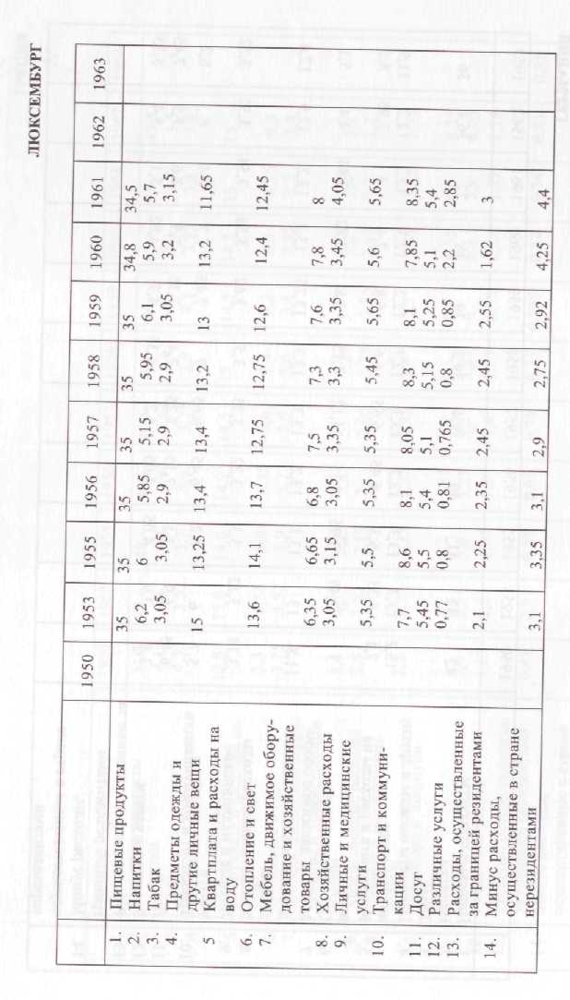 ЛЮКСЕМБУРГ
1950 1953 1955 1956 1957 1958 1959 1960 1961 1962 1963
1. Пищевые продукты 35 35 35 35 35 35 34,8 34,5
2. Напитки 6,2 6 5,85 5,15 5,95 6,1 5,9 5,7
3. Табак 3,05 3,05 2,9 2,9 2,9 3,05 3,2 3,15
4. Предметы одежды и
другие личные вещи
5 Квартплата и расходы на 15 13,25 13,4 13,4 13,2 13 13,2 11,65
воду
6. Отопление и свет
7. Мебель, движимое обору- 13,6 14,1 13,7 12,75 12,75 12,6 12,4 12,45
дование и хозяйственные
товары
8. Хозяйственные расходы 6,35 6,65 6,8 7,5 7,3 7,6 7,8 8
9. Личные и медицинские 3,05 3,15 3,05 3,35 3,3 3,35 3,45 4,05
услуги
10. Транспорт и коммуни- 5,35 5,5 5,35 5,35 5,45 5,65 5,6 5,65
кации
11. Досуг 7,7 8,6 8,1 8,05 8,3 8,1 7,85 8,35
12. Различные услуги 5,45 5,5 5,4 5,1 5,15 5,25 5,1 5,4
13. Расходы, осуществленные 0,77 0,8 0,81 0,765 0,8 0,85 2,2 2,85
за границей резидентами
14. Минус расходы, 2,1 2,25 2,35 2,45 2,45 2,55 1,62 3
осуществленные в стране
нерезидентами 3,1 3,35 3,1 2,9 2,75 2,92 4,25 4,4